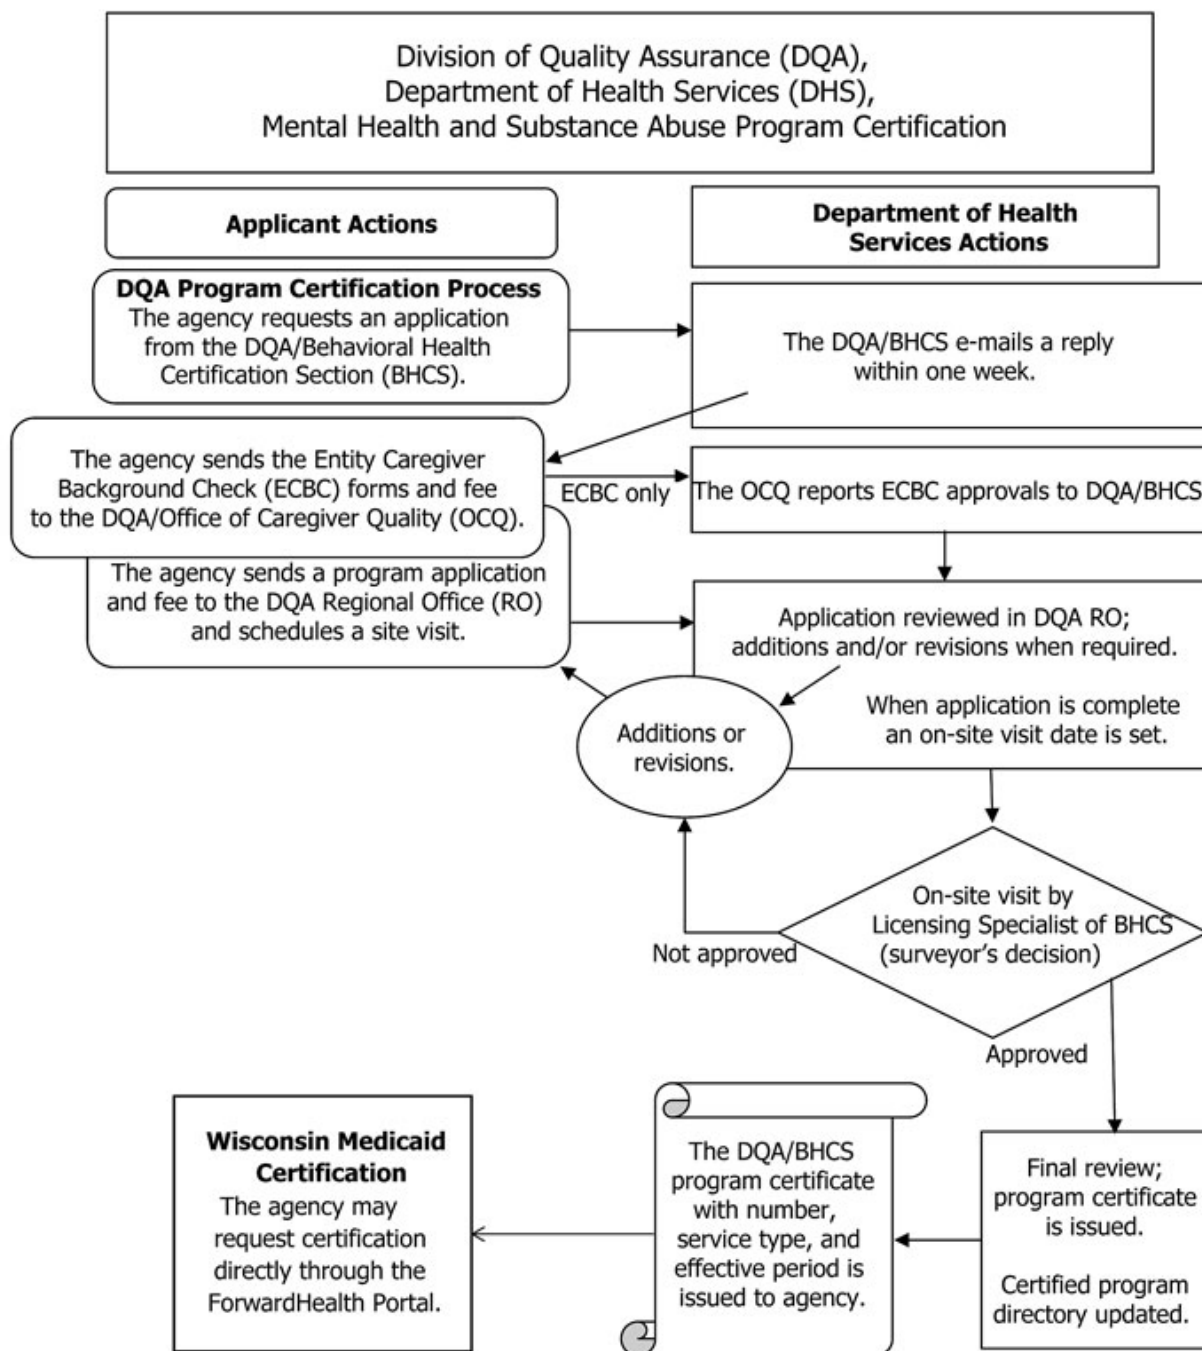 Division of Quality Assurance (DQA),
Department of Health Services (DHS),
Mental Health and Substance Abuse Program Certification
Applicant Actions
Department of Health
Services Actions
DQA Program Certification Process
The agency requests an application
from the DQA/Behavioral Health
Certification Section (BHCS).
The DQA/BHCS e-mails a reply
within one week.
The agency sends the Entity Caregiver
Background Check (ECBC) forms and fee
to the DQA/Office of Caregiver Quality (OCQ).
ECBC only
The OCQ reports ECBC approvals to DQA/BHCS
The agency sends a program application
and fee to the DQA Regional Office (RO)
and schedules a site visit.
Application reviewed in DQA RO;
additions and/or revisions when required.
When application is complete
an on-site visit date is set.
Additions or
revisions.
On-site visit by
Licensing Specialist of BHCS
(surveyor’s decision)
Not approved
Approved
Final review;
program certificate
is issued.
Certified program
directory updated.
The DQA/BHCS
program certificate
with number,
service type, and
effective period is
issued to agency.
Wisconsin Medicaid
Certification
The agency may
request certification
directly through the
ForwardHealth Portal.